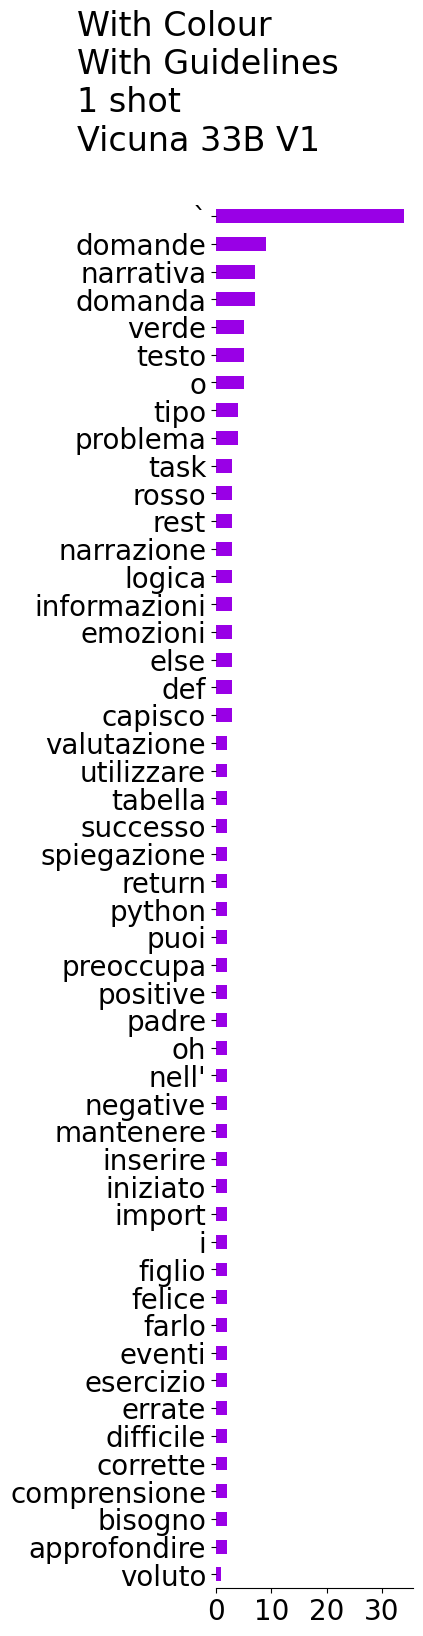 With Colour
With Guidelines
1 shot
Vicuna 33B V1
`
domande
narrativa
domanda
verde
testo
o
tipo
problema
task
rosso
rest
narrazione
logica
informazioni
emozioni
else
def
capisco
valutazione
utilizzare
tabella
successo
spiegazione
return
python
puoi
preoccupa
positive
padre
oh
nell'
negative
mantenere
inserire
iniziato
import
i
figlio
felice
farlo
eventi
esercizio
errate
difficile
corrette
comprensione
bisogno
approfondire
voluto
0 10 20 30